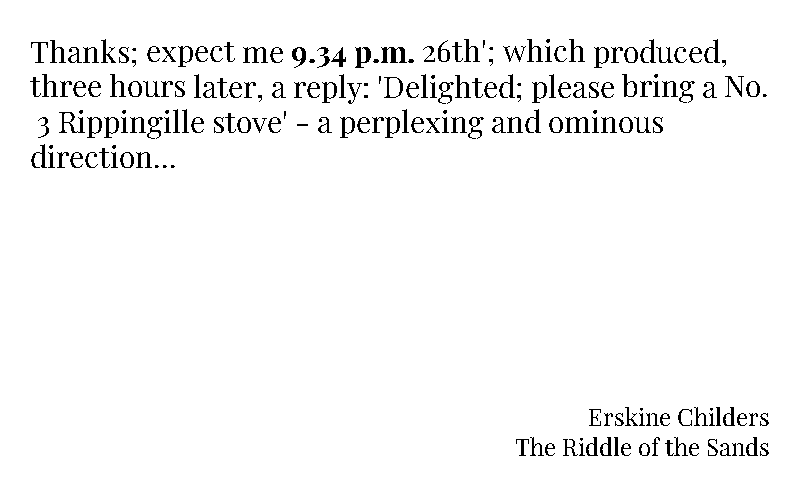 Thanks; expect me 9.34 p.m. 26th'; which produced,
three hours later, a reply: 'Delighted; please bring a No.
3 Rippingille stove' - a perplexing and ominous
direction...
Erskine Childers
The Riddle of the Sands